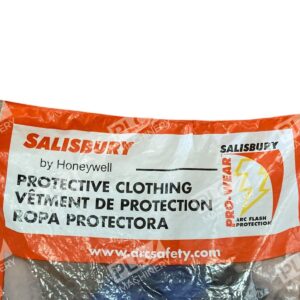 SALISBURY
by Honeywell
PROTECTIVE CLOTHING
VÊTMENT DE PROTECTION
ROPA PROTECTORA
SALISBURY
PRO-WEAR
ARC FLASH
PROTECTION
www.arcsafety.com